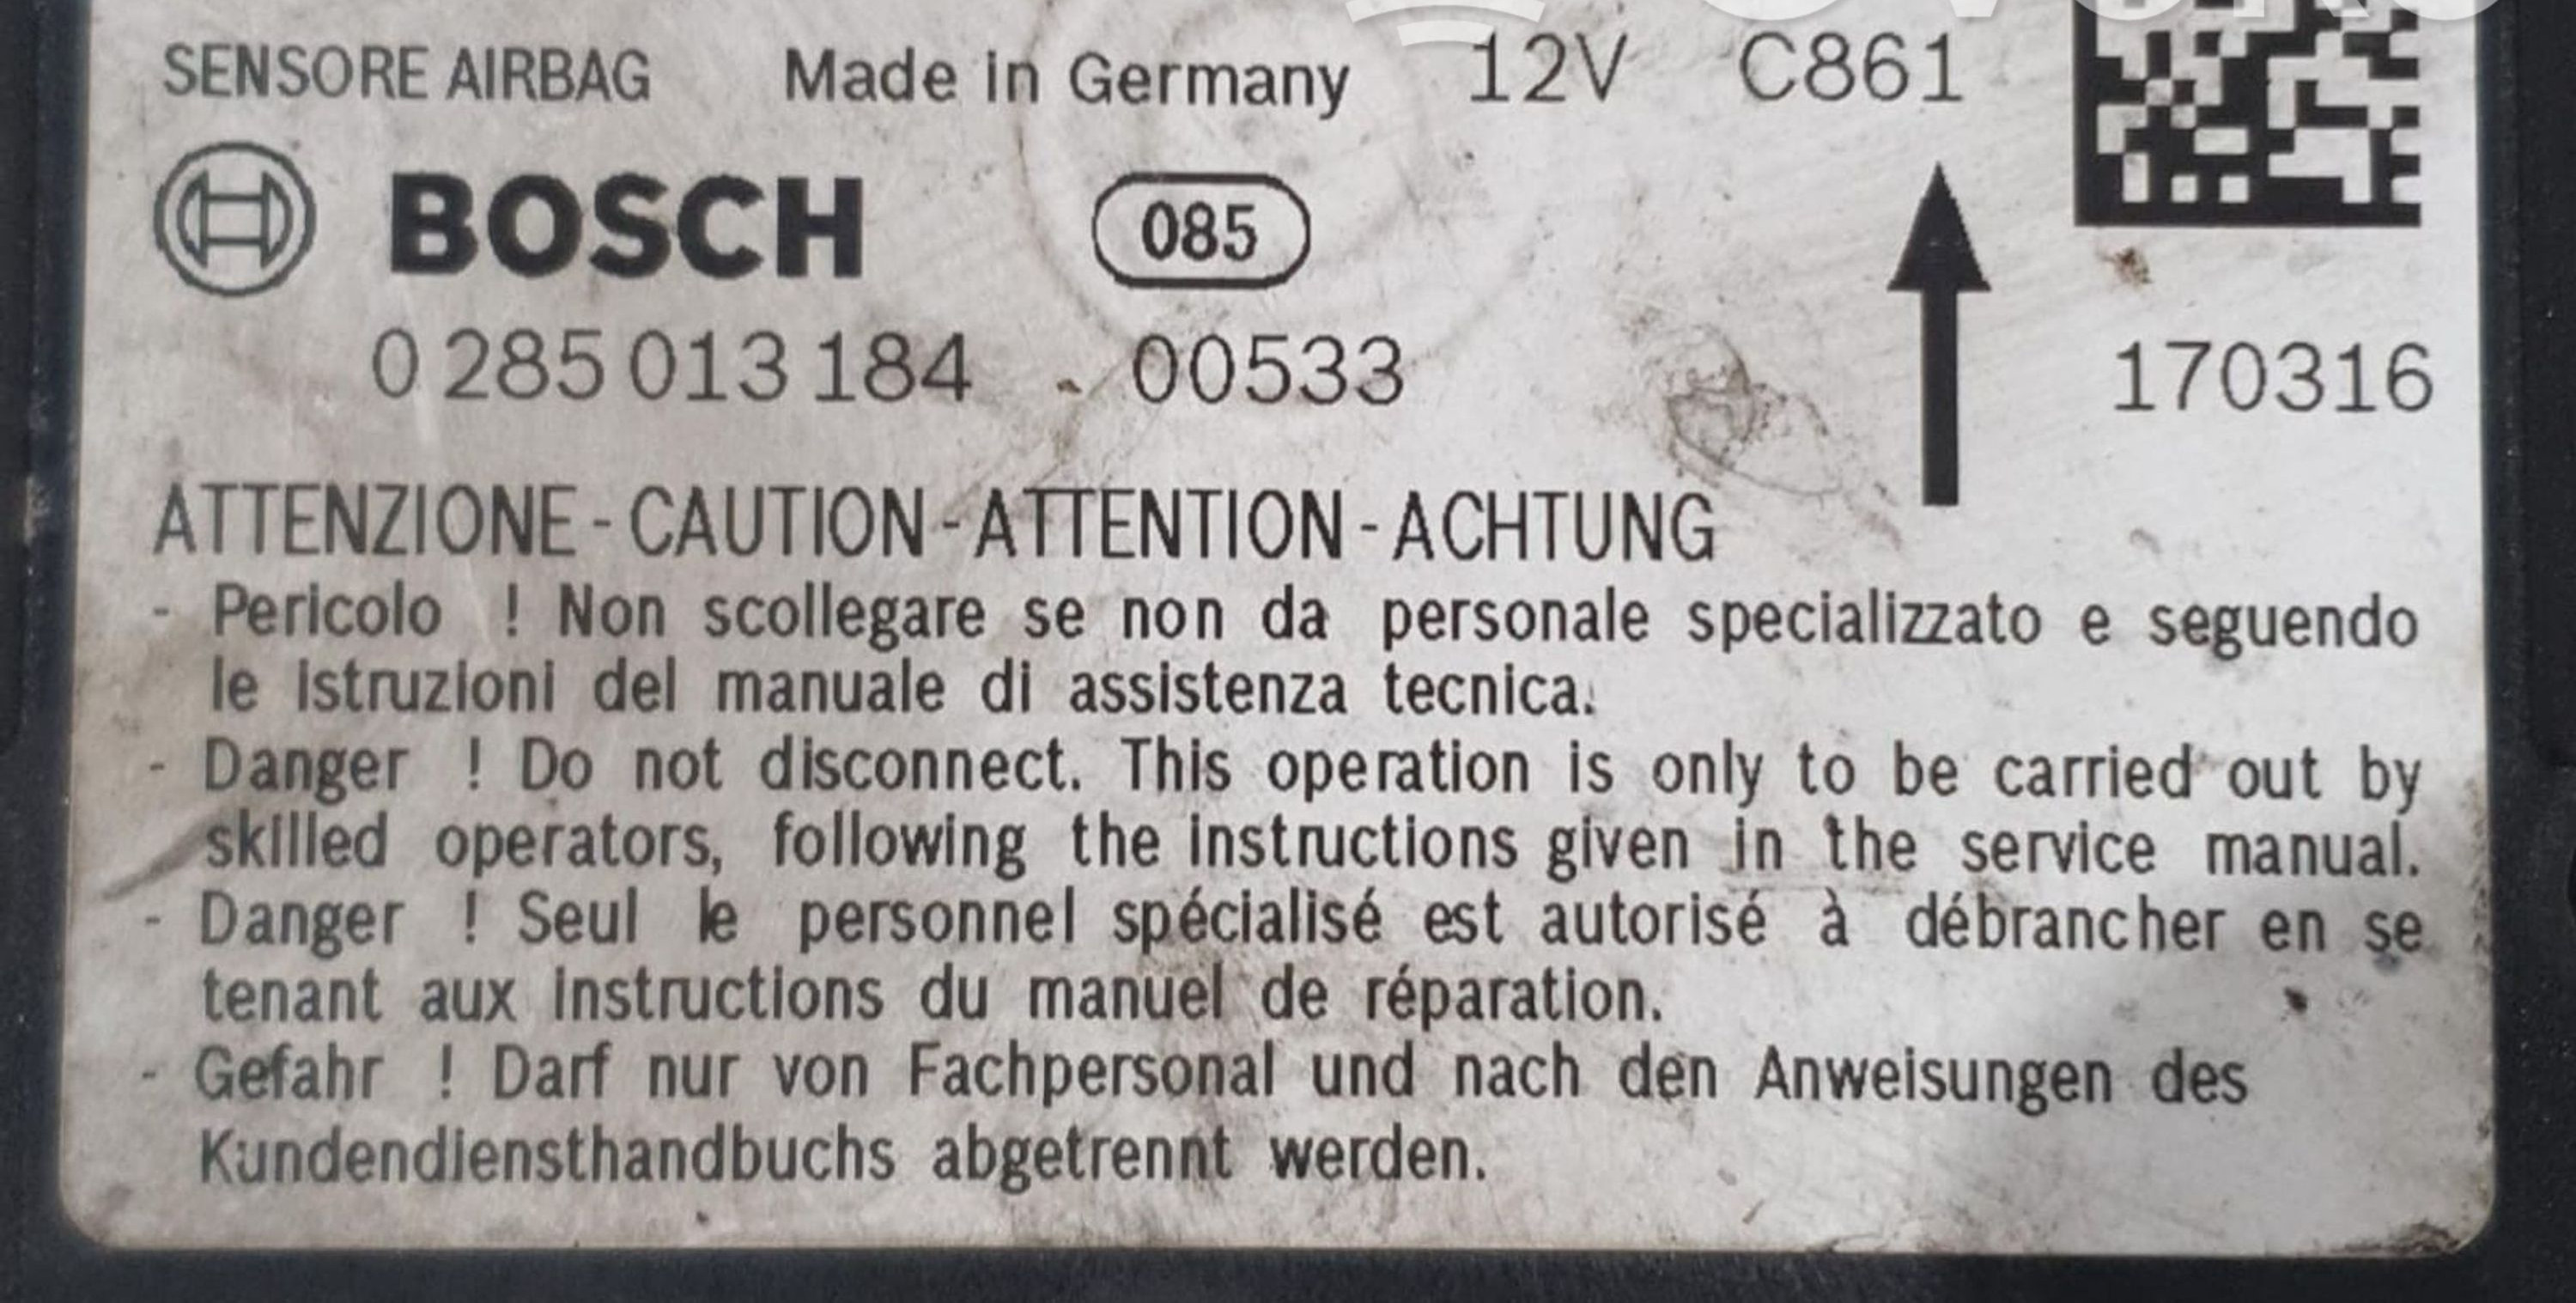 SENSORE AIRBAG Made in Germany 12V C861
BOSCH 085
0 285 013 184 00533 170316
ATTENZIONE - CAUTION - ATTENTION - ACHTUNG
- Pericolo ! Non scollegare se non da personale specializzato e seguendo
le istruzioni del manuale di assistenza tecnica.
- Danger ! Do not disconnect. This operation is only to be carried out by
skilled operators, following the instructions given in the service manual.
- Danger ! Seul le personnel spécialisé est autorisé à débrancher en se
tenant aux instructions du manuel de réparation.
- Gefahr ! Darf nur von Fachpersonal und nach den Anweisungen des
Kundendiensthandbuchs abgetrennt werden.